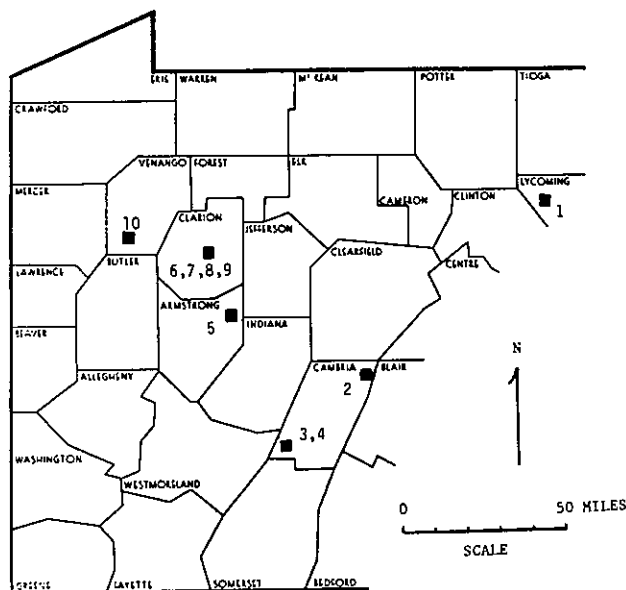 ERIE WARREN Mc KEAN POTTER TIOGA
CRAWFORD
VENANGO FOREST ELK
MERCER LYCOMING
CAMERON CLINTON
1
CLARION
10 JEFFERSON
CLEARFIELD
CENTRE
6,7,8,9
LAWRENCE BUTLER
ARMSTRONG
5 INDIANA
BEAVER
N
CAMBRIA BLAIR
ALLEGHENY 2
3,4
WASHINGTON
WESTMORELAND
0 50 MILES
SCALE
GREENE FAYETTE SOMERSET BEDFORD